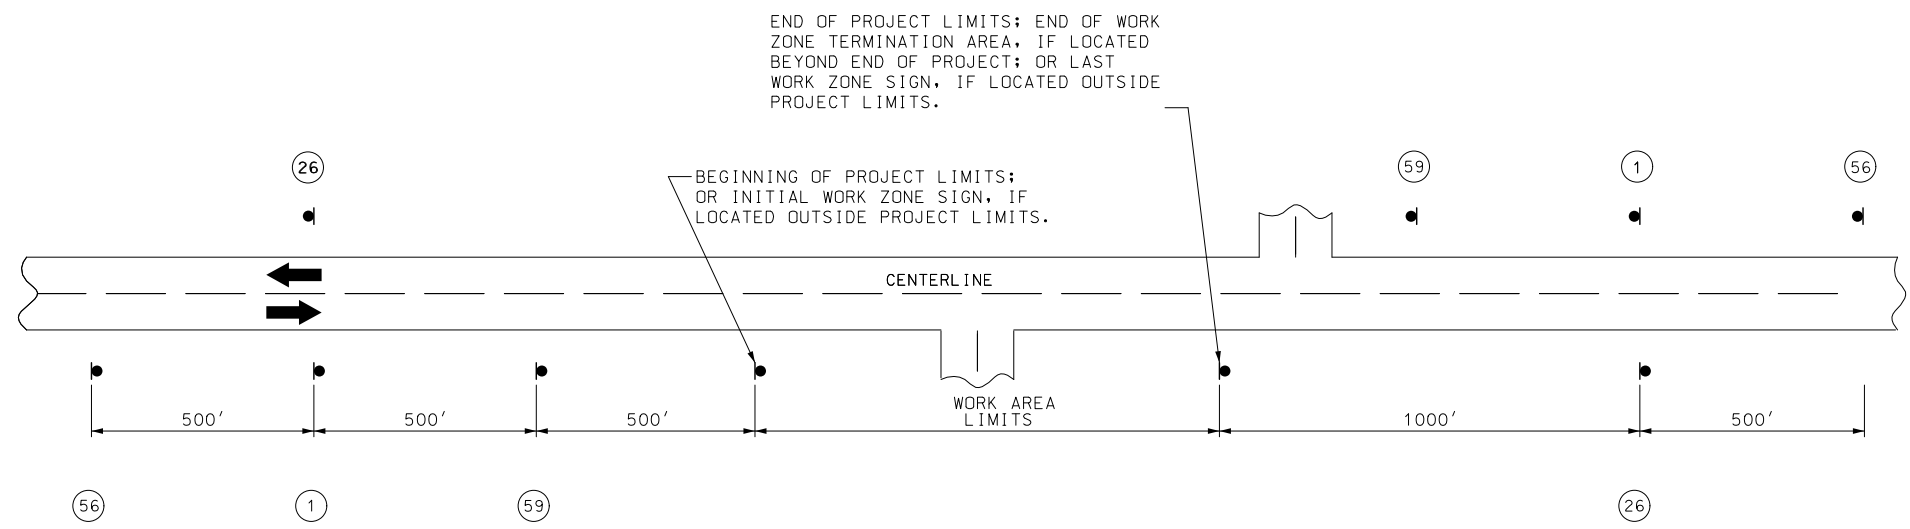 END OF PROJECT LIMITS; END OF WORK
ZONE TERMINATION AREA, IF LOCATED
BEYOND END OF PROJECT; OR LAST
WORK ZONE SIGN, IF LOCATED OUTSIDE
PROJECT LIMITS.
26
59
1
56
BEGINNING OF PROJECT LIMITS;
OR INITIAL WORK ZONE SIGN, IF
LOCATED OUTSIDE PROJECT LIMITS.
CENTERLINE
WORK AREA
LIMITS
500'
500'
500'
1000'
500'
56
1
59
26